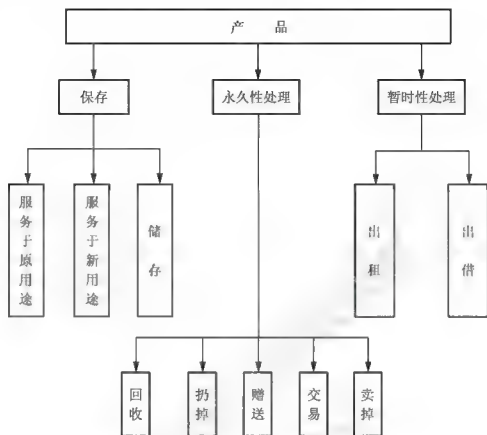 产 品
保存
永久性处理
暂时性处理
服务于原用途
服务于新用途
储存
出租
出借
回收
扔掉
赠送
交易
卖掉